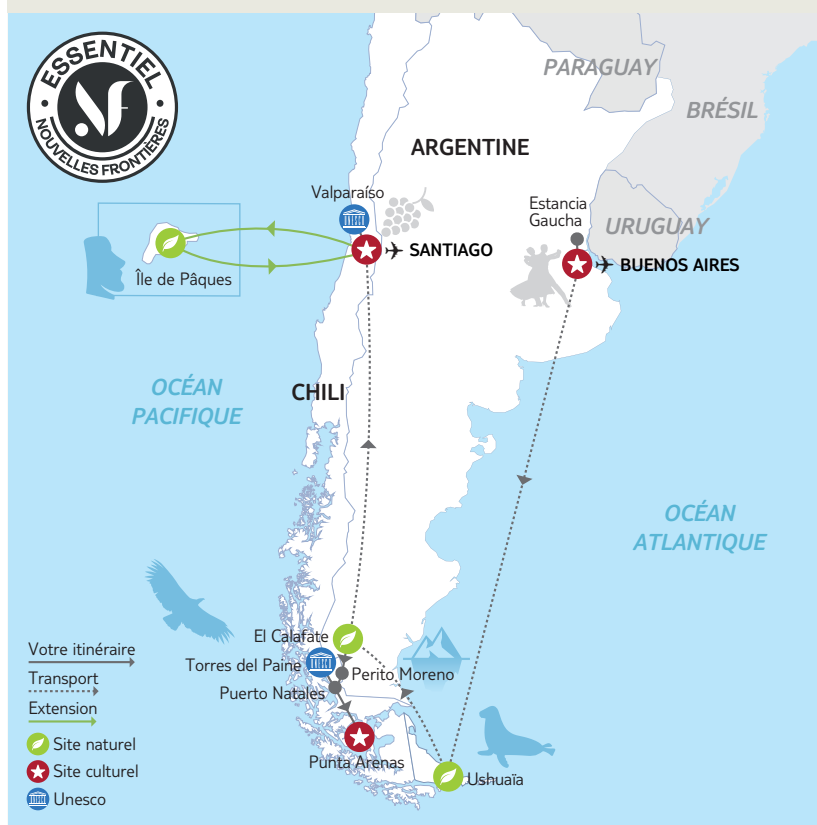 ESSENTIEL
NF
NOUVELLES FRONTIÈRES
PARAGUAY
BRÉSIL
ARGENTINE
Valparaíso
Estancia
Gaucha
URUGUAY
SANTIAGO
BUENOS AIRES
Île de Pâques
OCÉAN
PACIFIQUE
CHILI
OCÉAN
ATLANTIQUE
El Calafate
Torres del Paine
Perito Moreno
Puerto Natales
Punta Arenas
Ushuaïa
Votre itinéraire
Transport
Extension
Site naturel
Site culturel
Unesco